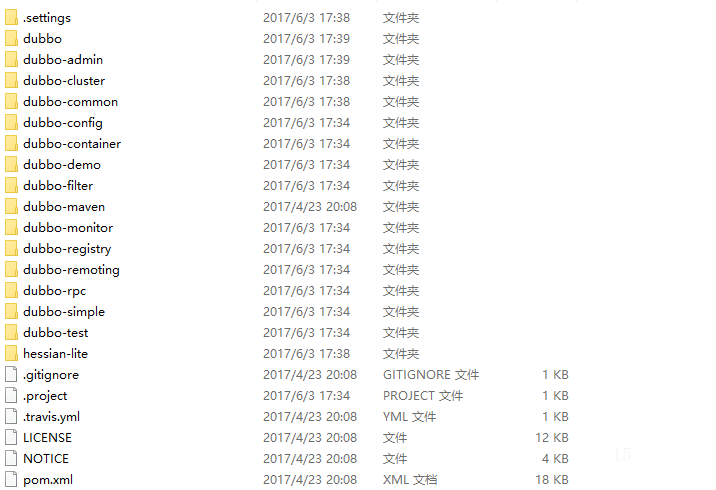 .settings 2017/6/3 17:38 文件夹
dubbo 2017/6/3 17:39 文件夹
dubbo-admin 2017/6/3 17:39 文件夹
dubbo-cluster 2017/6/3 17:38 文件夹
dubbo-common 2017/6/3 17:38 文件夹
dubbo-config 2017/6/3 17:34 文件夹
dubbo-container 2017/6/3 17:34 文件夹
dubbo-demo 2017/6/3 17:34 文件夹
dubbo-filter 2017/6/3 17:34 文件夹
dubbo-maven 2017/4/23 20:08 文件夹
dubbo-monitor 2017/6/3 17:34 文件夹
dubbo-registry 2017/6/3 17:34 文件夹
dubbo-remoting 2017/6/3 17:34 文件夹
dubbo-rpc 2017/6/3 17:34 文件夹
dubbo-simple 2017/6/3 17:34 文件夹
dubbo-test 2017/6/3 17:34 文件夹
hessian-lite 2017/6/3 17:38 文件夹
.gitignore 2017/4/23 20:08 GITIGNORE 文件 1 KB
.project 2017/6/3 17:34 PROJECT 文件 1 KB
.travis.yml 2017/4/23 20:08 YML 文件 1 KB
LICENSE 2017/4/23 20:08 文件 12 KB
NOTICE 2017/4/23 20:08 文件 4 KB
pom.xml 2017/4/23 20:08 XML 文档 18 KB